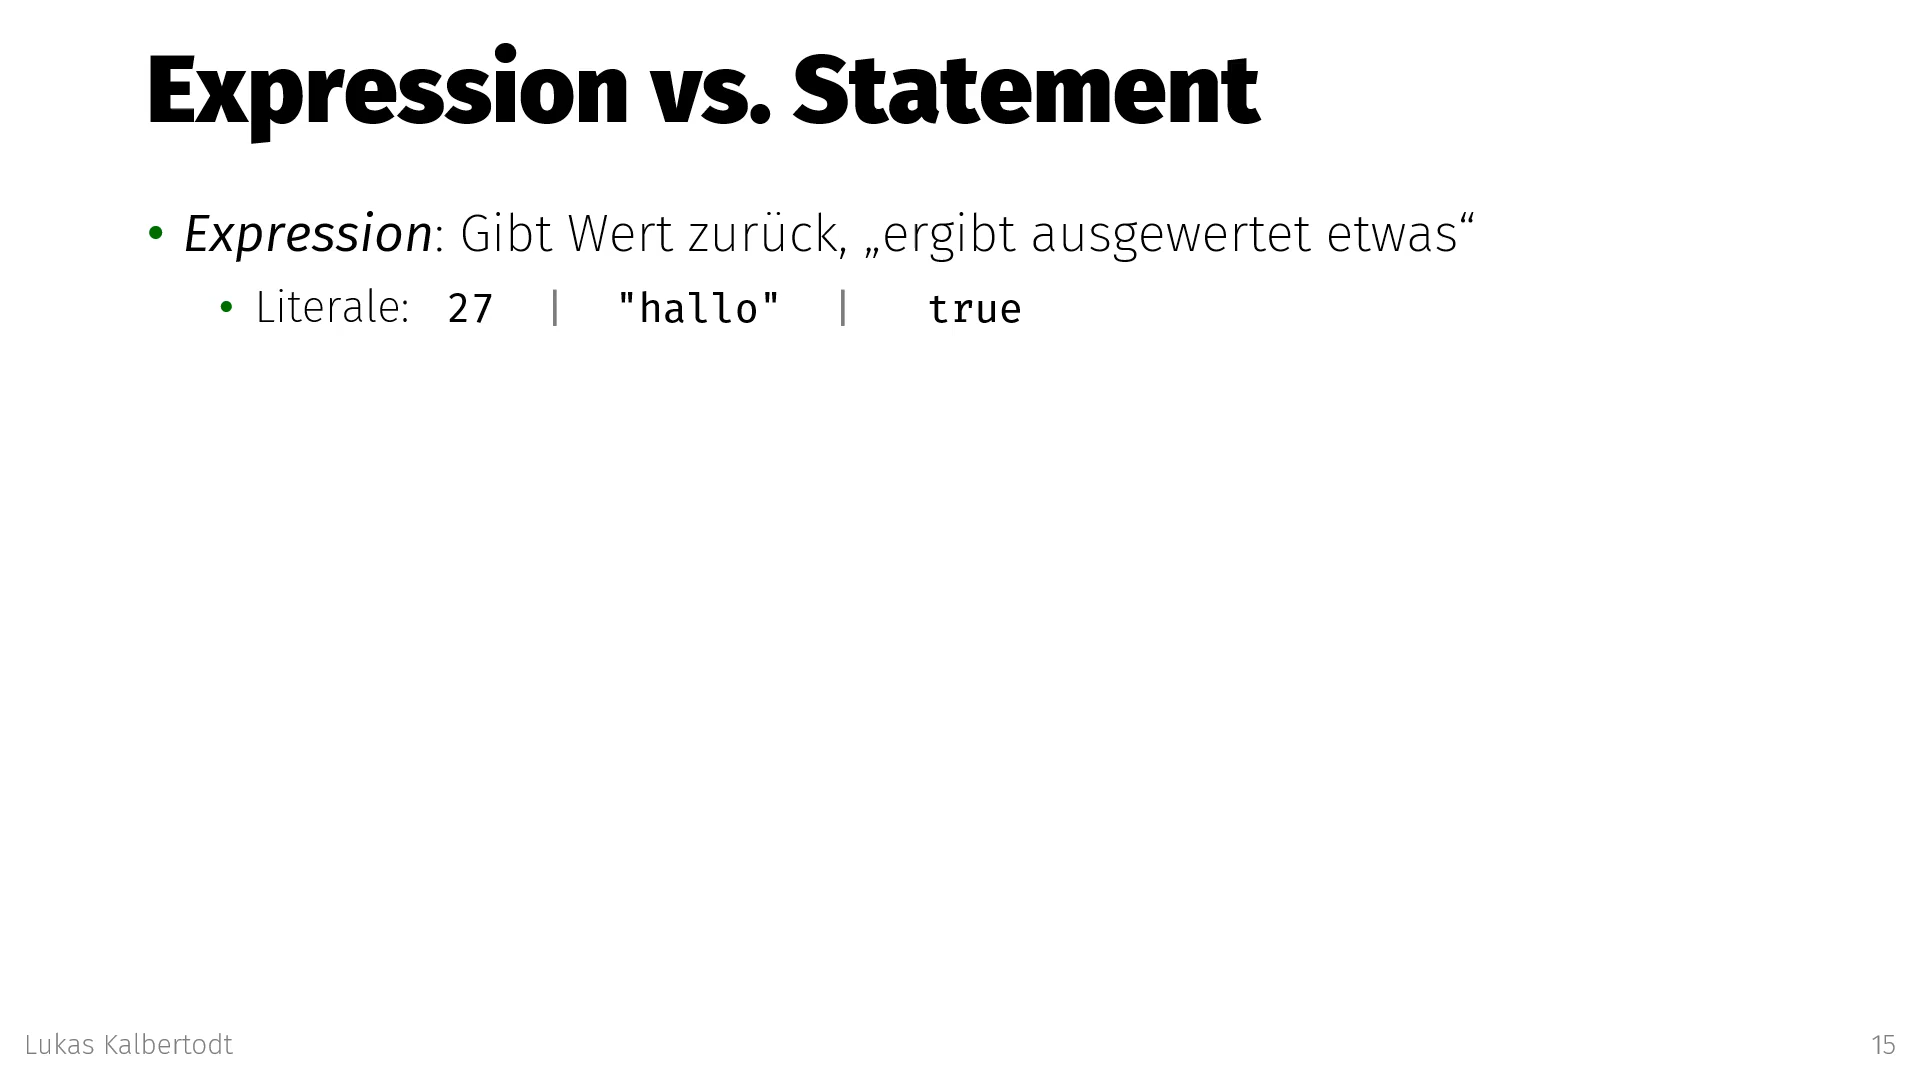 Expression vs. Statement
• Expression: Gibt Wert zurück, „ergibt ausgewertet etwas“
• Literale: 27 | "hallo" | true
Lukas Kalbertodt
15